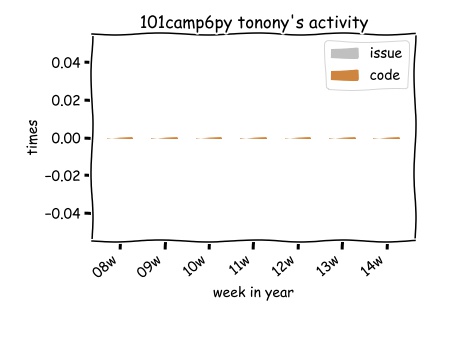 101camp6py tonony's activity
issue
code
times
0.04
0.02
0.00
−0.02
−0.04
08w 09w 10w 11w 12w 13w 14w
week in year